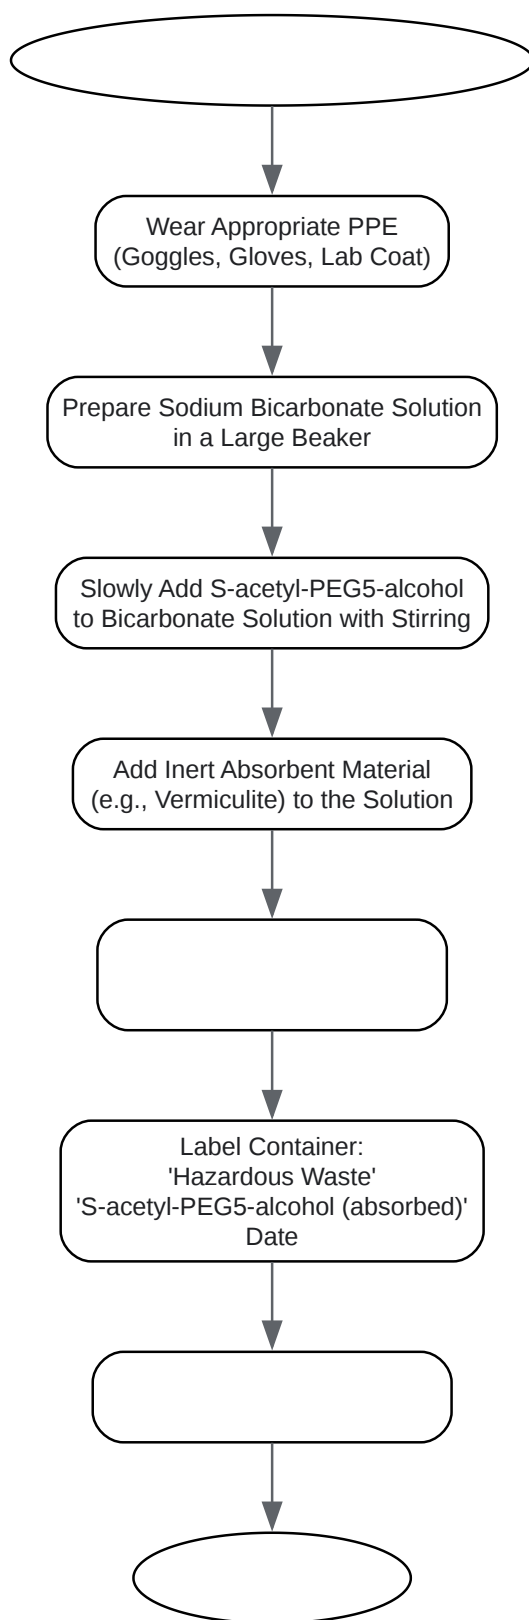 Wear Appropriate PPE
(Goggles, Gloves, Lab Coat)
Prepare Sodium Bicarbonate Solution
in a Large Beaker
Slowly Add S-acetyl-PEG5-alcohol
to Bicarbonate Solution with Stirring
Add Inert Absorbent Material
(e.g., Vermiculite) to the Solution
Label Container:
'Hazardous Waste'
'S-acetyl-PEG5-alcohol (absorbed)'
Date